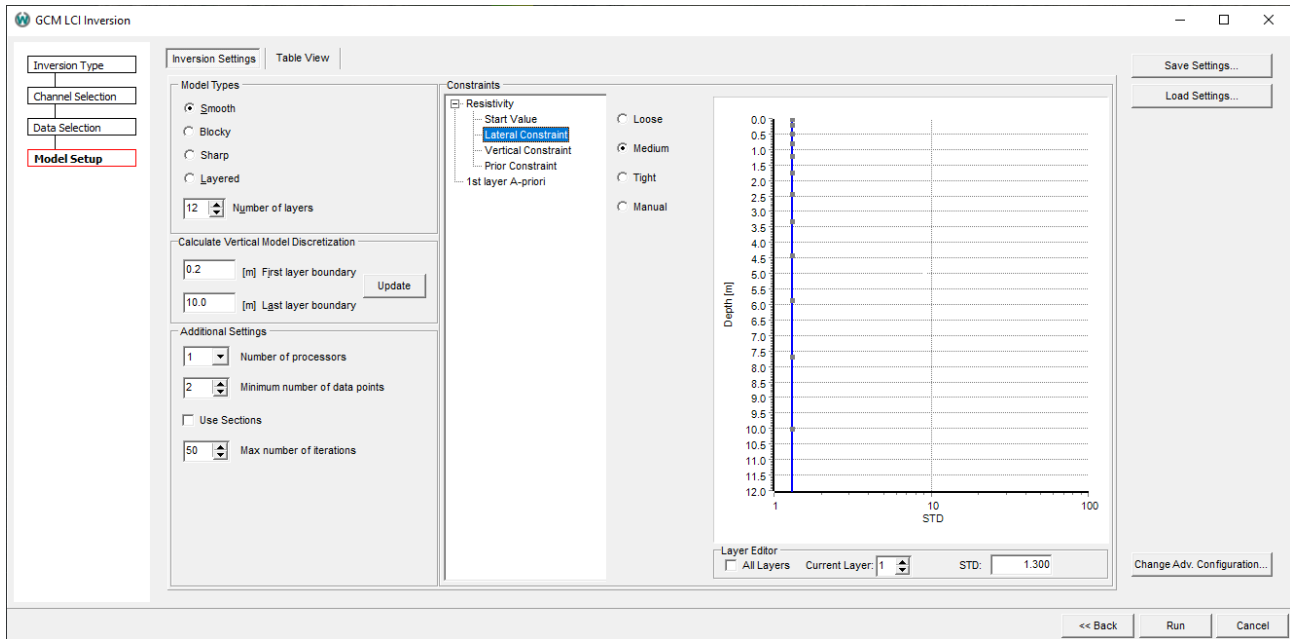 GCM LCI Inversion
Inversion Type
Channel Selection
Data Selection
Model Setup
Inversion Settings
Table View
Model Types
Smooth
Blocky
Sharp
Layered
12 Number of layers
Calculate Vertical Model Discretization
0.2 [m] First layer boundary
Update
10.0 [m] Last layer boundary
Additional Settings
1 Number of processors
2 Minimum number of data points
Use Sections
50 Max number of iterations
Constraints
Resistivity
Start Value
Lateral Constraint
Vertical Constraint
Prior Constraint
1st layer A-priori
Loose
Medium
Tight
Manual
Depth [m]
0.0
0.5
1.0
1.5
2.0
2.5
3.0
3.5
4.0
4.5
5.0
5.5
6.0
6.5
7.0
7.5
8.0
8.5
9.0
9.5
10.0
10.5
11.0
11.5
12.0
1 10 100
STD
Layer Editor
All Layers Current Layer: 1 STD: 1.300
Save Settings...
Load Settings...
Change Adv. Configuration...
<< Back Run Cancel